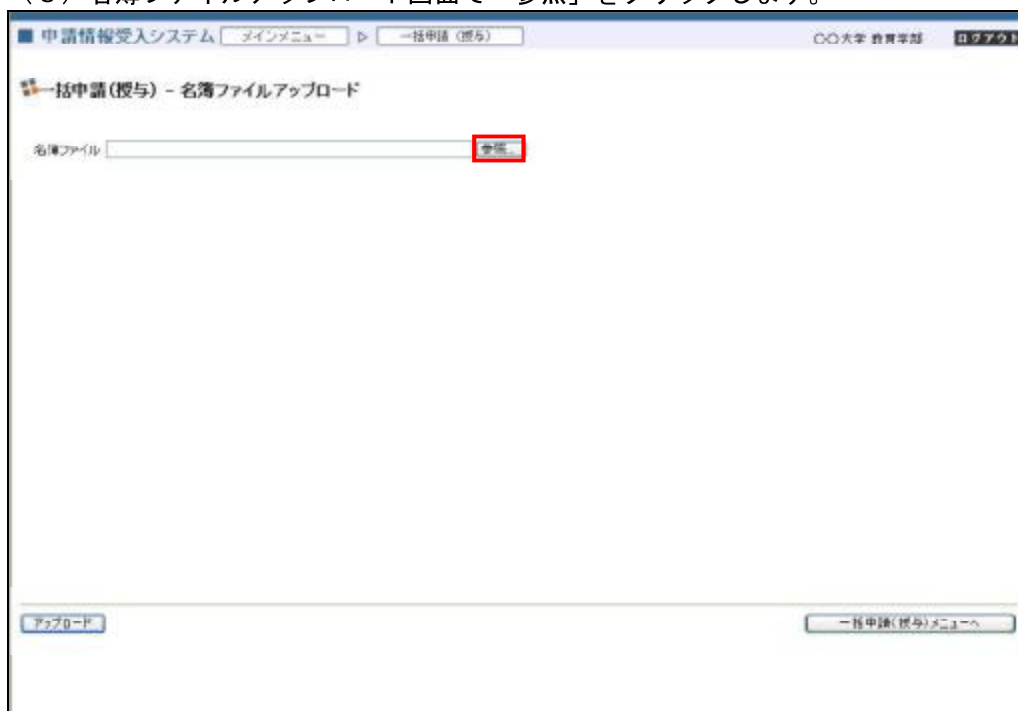 （3）名簿ファイルアップロード画面で「参照」をクリックします。
■ 申請情報受入システム メインメニュー ▷ 一括申請（授与） 〇〇大学 教育学部 ログアウト
一括申請(授与) - 名簿ファイルアップロード
名簿ファイル 参照...
アップロード 一括申請(授与)メニューへ